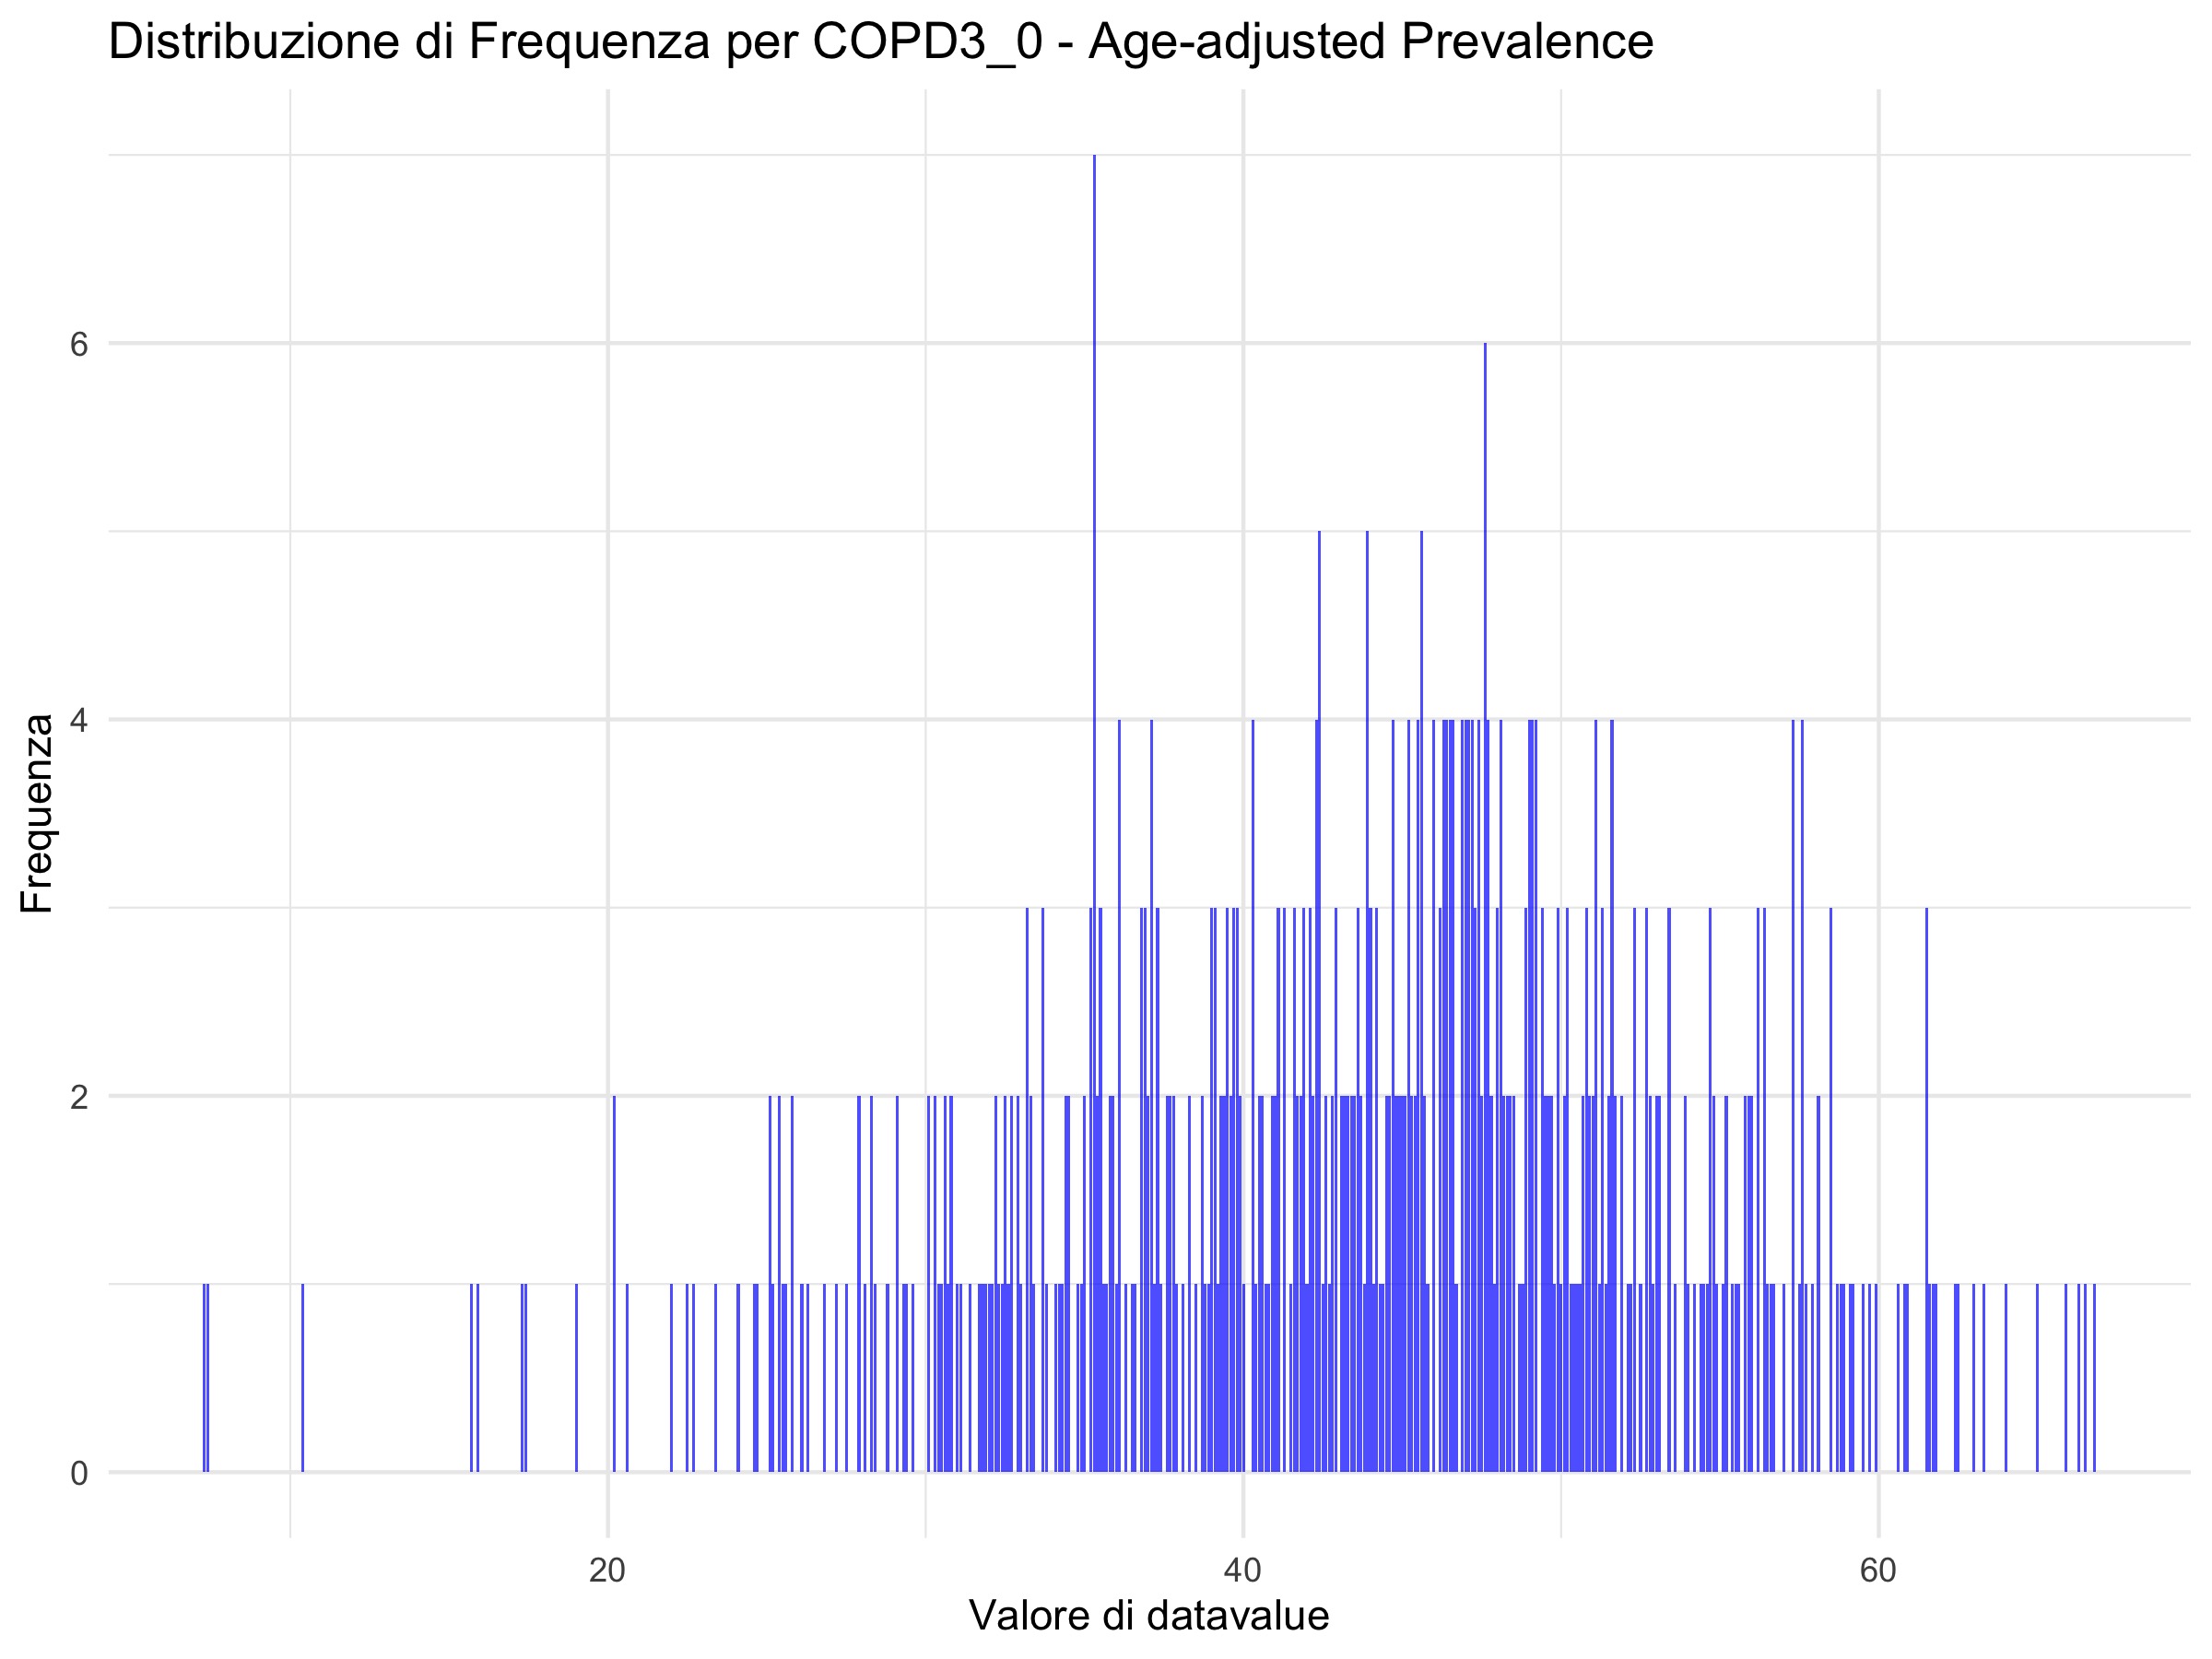 Distribuzione di Frequenza per COPD3_0 - Age-adjusted Prevalence
Frequenza
6
4
2
0
20 40 60
Valore di datavalue